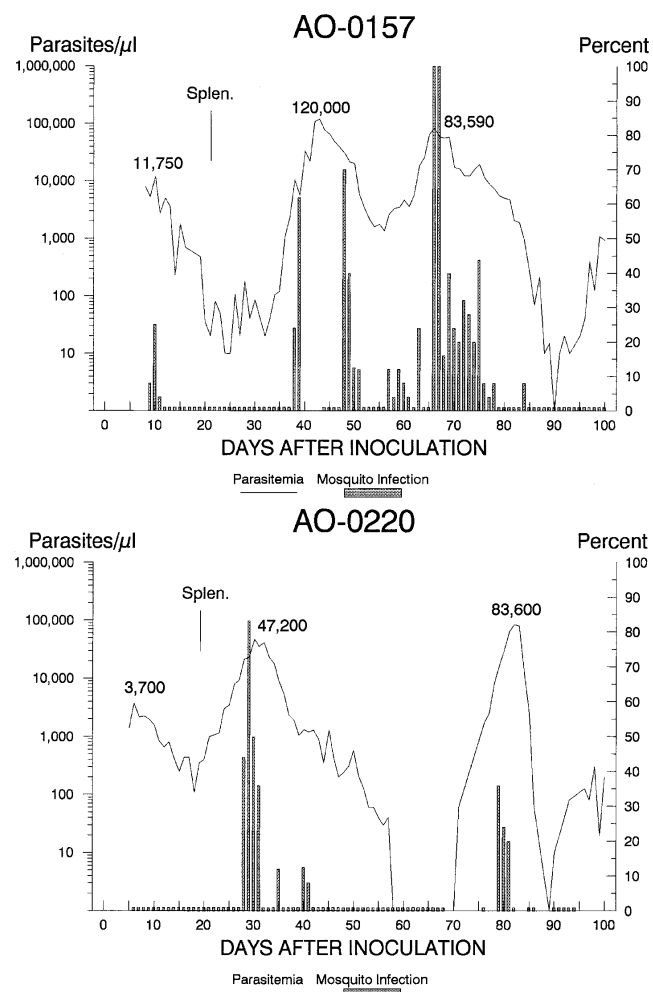 AO-0157
Parasites/µl Percent
1,000,000 100
90
Splen.
100,000 120,000 83,590 80
11,750 70
10,000 60
1,000 50
40
100 30
20
10 10
0
0 10 20 30 40 50 60 70 80 90 100
DAYS AFTER INOCULATION
Parasitemia Mosquito Infection
AO-0220
Parasites/µl Percent
1,000,000 100
90
Splen.
100,000 47,200 83,600 80
3,700 70
10,000 60
1,000 50
40
100 30
20
10 10
0
0 10 20 30 40 50 60 70 80 90 100
DAYS AFTER INOCULATION
Parasitemia Mosquito Infection